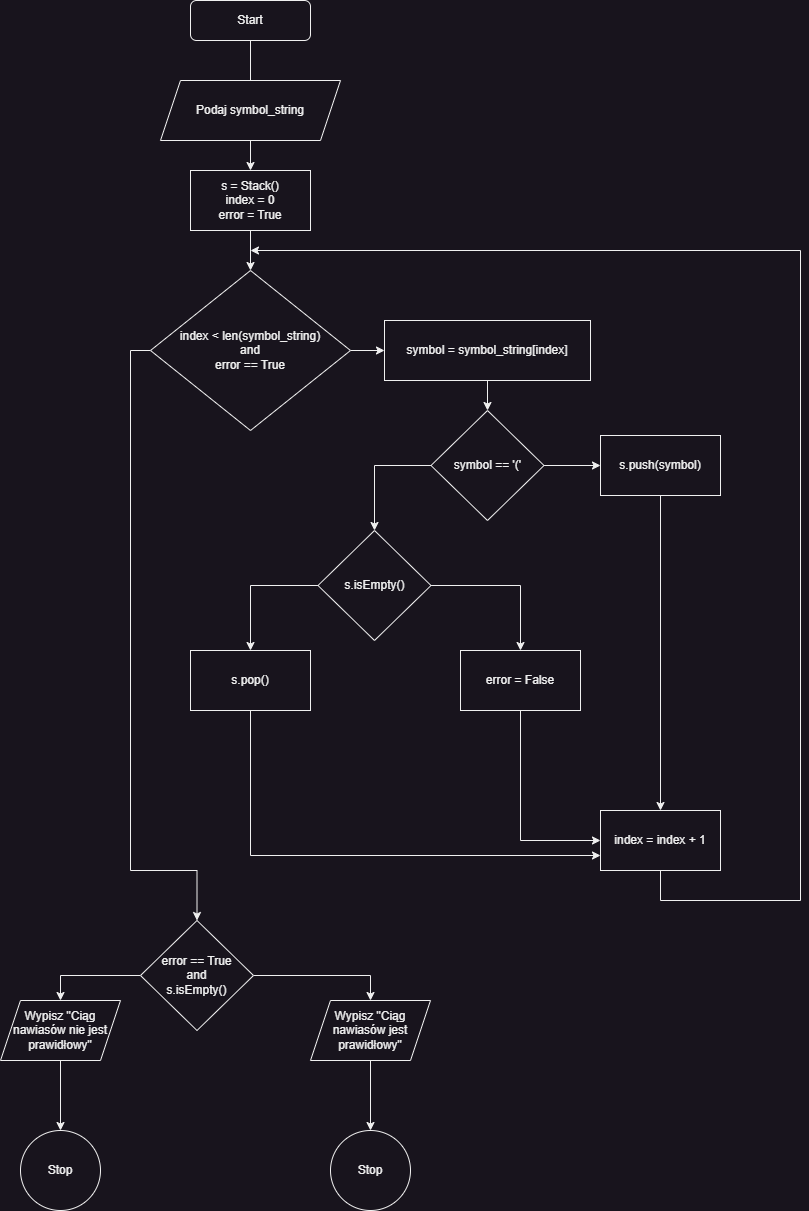 Start
Podaj symbol_string
s = Stack()
index = 0
error = True
index < len(symbol_string)
and
error == True
symbol = symbol_string[index]
symbol == '('
s.push(symbol)
s.isEmpty()
s.pop()
error = False
index = index + 1
error == True
and
s.isEmpty()
Wypisz "Ciąg
nawiasów nie jest
prawidłowy"
Wypisz "Ciąg
nawiasów jest
prawidłowy"
Stop
Stop